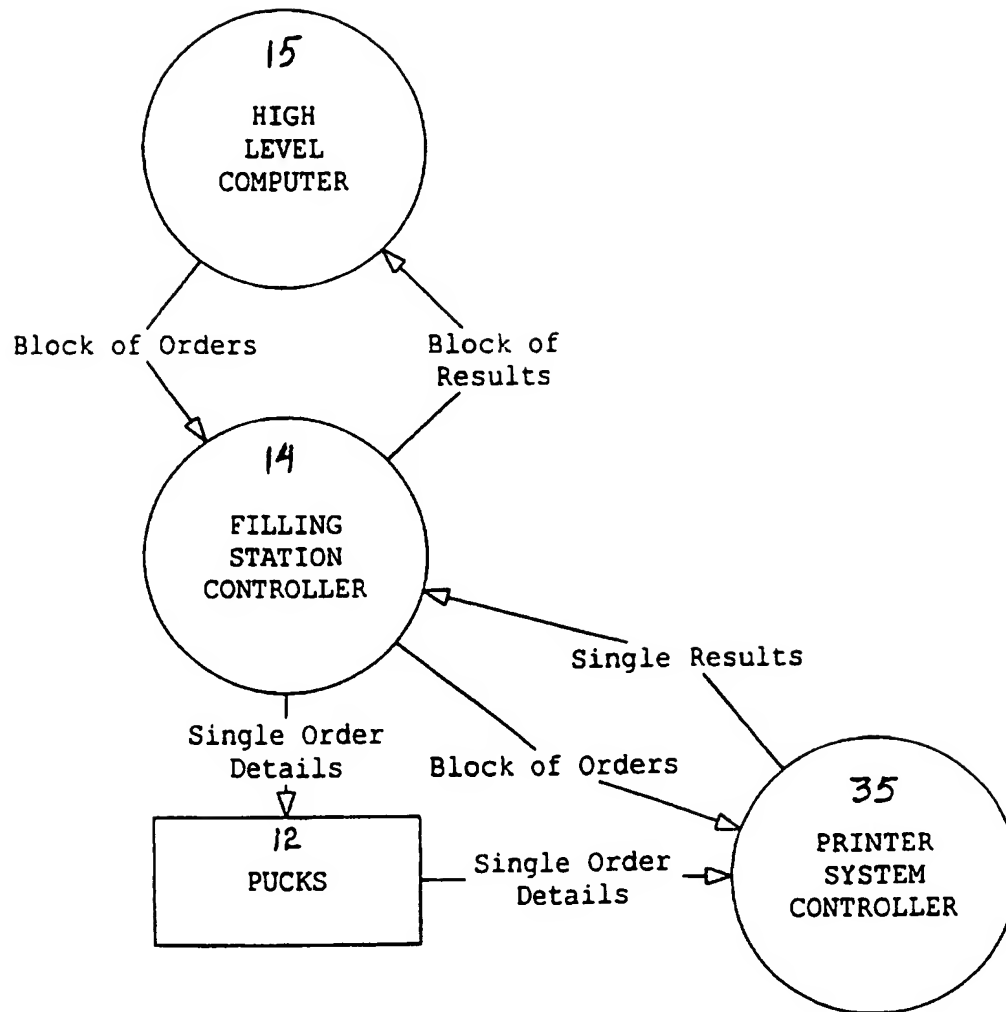 15
HIGH
LEVEL
COMPUTER
Block of Orders
Block of
Results
14
FILLING
STATION
CONTROLLER
Single Results
Single Order
Details
Block of Orders
35
PRINTER
SYSTEM
CONTROLLER
12
PUCKS
Single Order
Details